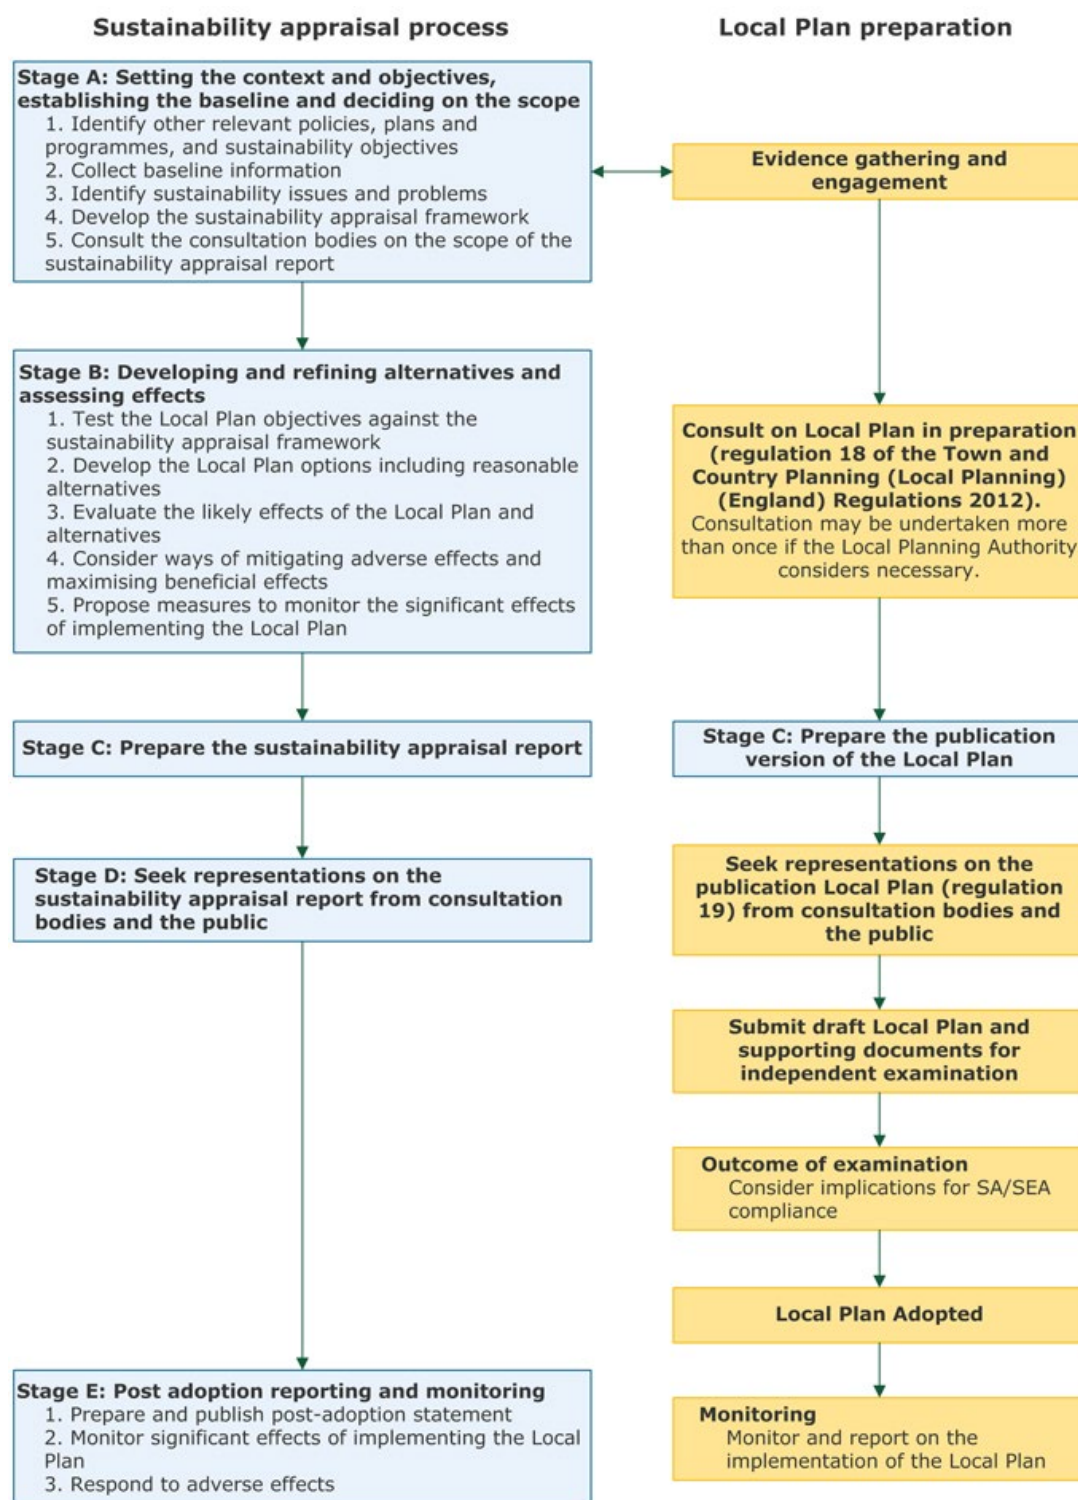 Sustainability appraisal process
Local Plan preparation
Stage A: Setting the context and objectives,
establishing the baseline and deciding on the scope
1. Identify other relevant policies, plans and
programmes, and sustainability objectives
2. Collect baseline information
3. Identify sustainability issues and problems
4. Develop the sustainability appraisal framework
5. Consult the consultation bodies on the scope of the
sustainability appraisal report
Evidence gathering and
engagement
Stage B: Developing and refining alternatives and
assessing effects
1. Test the Local Plan objectives against the
sustainability appraisal framework
2. Develop the Local Plan options including reasonable
alternatives
3. Evaluate the likely effects of the Local Plan and
alternatives
4. Consider ways of mitigating adverse effects and
maximising beneficial effects
5. Propose measures to monitor the significant effects
of implementing the Local Plan
Consult on Local Plan in preparation
(regulation 18 of the Town and
Country Planning (Local Planning)
(England) Regulations 2012).
Consultation may be undertaken more
than once if the Local Planning Authority
considers necessary.
Stage C: Prepare the sustainability appraisal report
Stage C: Prepare the publication
version of the Local Plan
Stage D: Seek representations on the
sustainability appraisal report from consultation
bodies and the public
Seek representations on the
publication Local Plan (regulation
19) from consultation bodies and
the public
Submit draft Local Plan and
supporting documents for
independent examination
Outcome of examination
Consider implications for SA/SEA
compliance
Local Plan Adopted
Stage E: Post adoption reporting and monitoring
1. Prepare and publish post-adoption statement
2. Monitor significant effects of implementing the Local
Plan
3. Respond to adverse effects
Monitoring
Monitor and report on the
implementation of the Local Plan